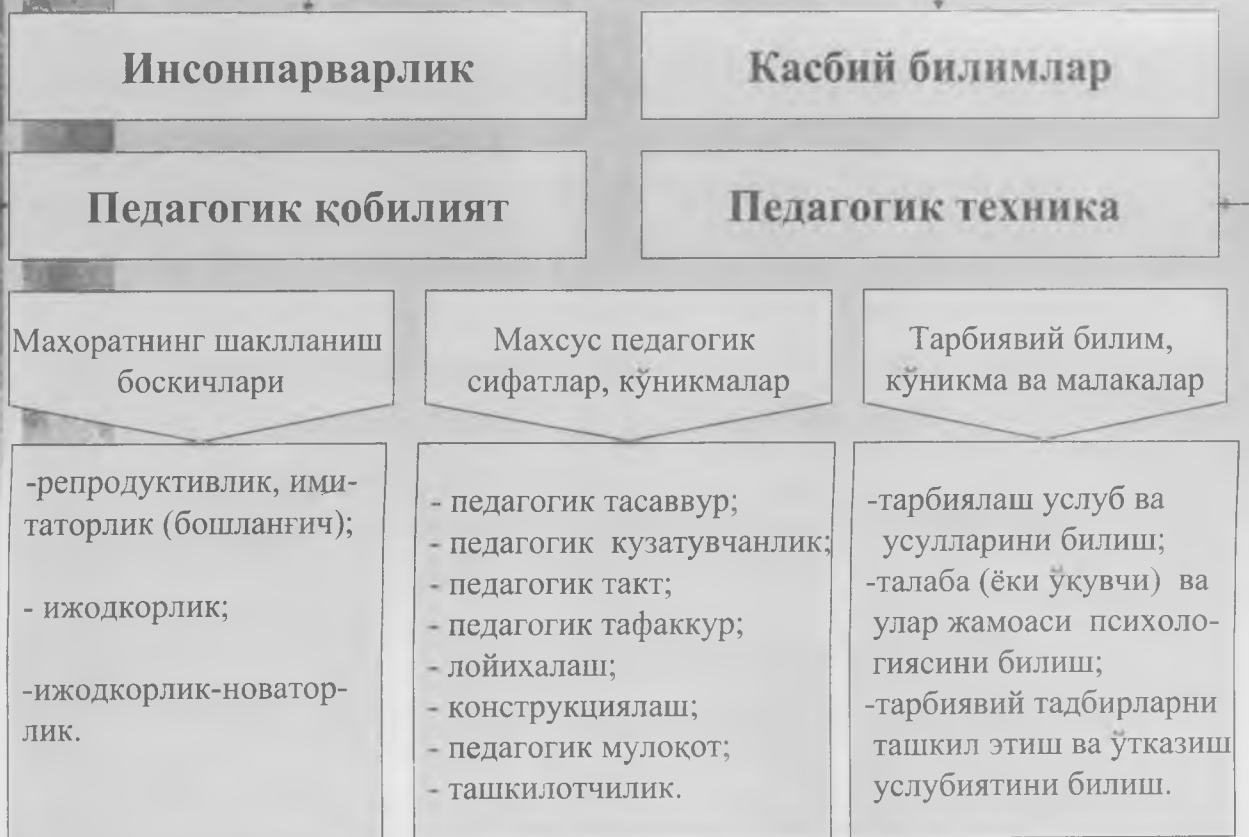 Инсонпарварлик
Касбий билимлар
Педагогик қобилият
Педагогик техника
Маҳоратнинг шаклланиш
боскичлари
Махсус педагогик
сифатлар, кўникмалар
Тарбиявий билим,
кўникма ва малакалар
-репродуктивлик, ими-
таторлик (бошланғич);
- ижодкорлик;
-ижодкорлик-новатор-
лик.
- педагогик тасаввур;
- педагогик кузатувчанлик;
- педагогик такт;
- педагогик тафаккур;
- лойиҳалаш;
- конструкциялаш;
- педагогик мулоқот;
- ташкилотчилик.
-тарбиялаш услуб ва
усулларини билиш;
-талаба (ёки ўқувчи) ва
улар жамоаси психоло-
гиясини билиш;
-тарбиявий тадбирларни
ташкил этиш ва ўтказиш
услубиятини билиш.